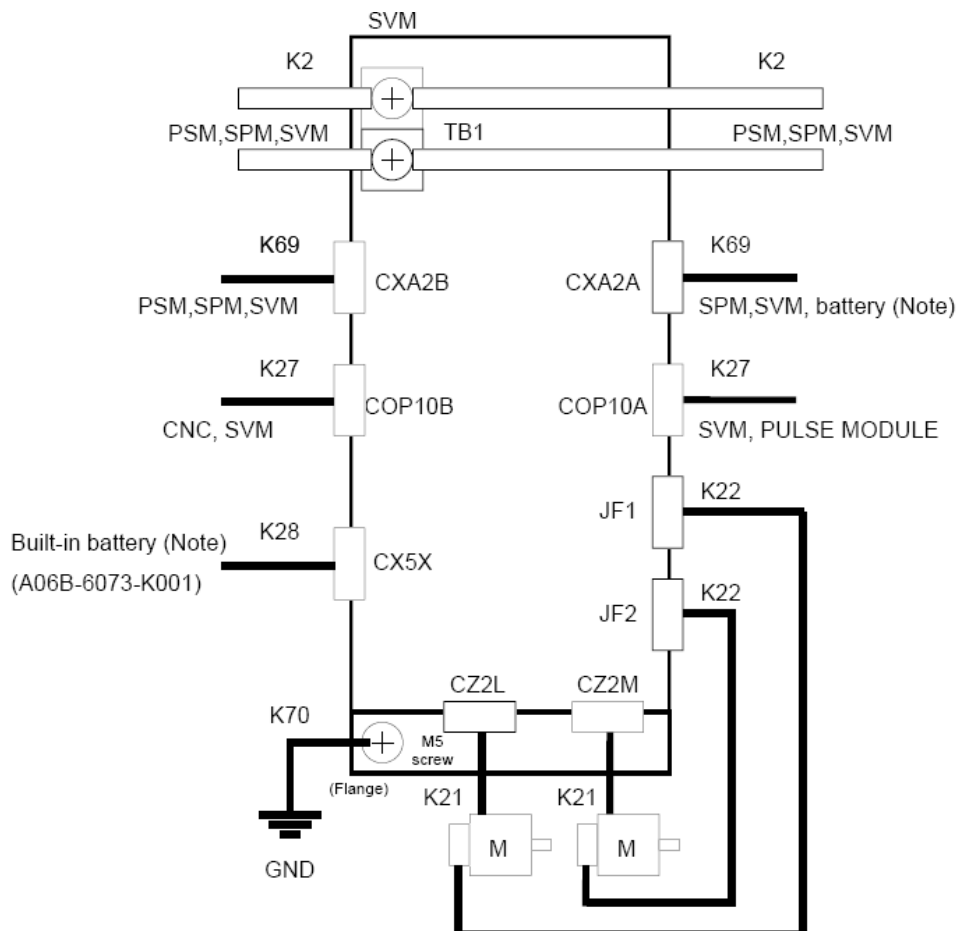 SVM
K2
K2
PSM,SPM,SVM
TB1
PSM,SPM,SVM
K69
K69
CXA2B
CXA2A
PSM,SPM,SVM
SPM,SVM, battery (Note)
K27
K27
COP10B
COP10A
CNC, SVM
SVM, PULSE MODULE
K22
JF1
K28
Built-in battery (Note)
CX5X
(A06B-6073-K001)
K22
JF2
CZ2L
CZ2M
K70
M5
screw
(Flange)
K21
K21
M
M
GND